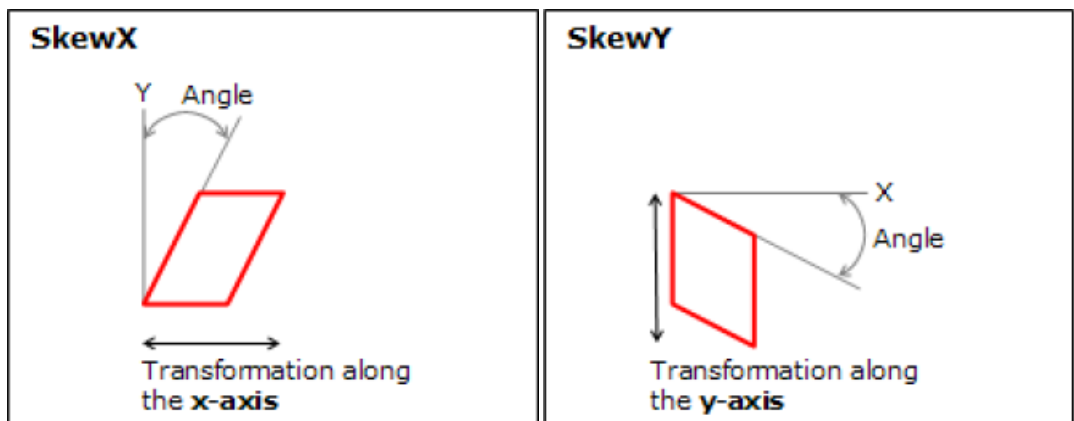 SkewX
Y
Angle
Transformation along
the x-axis
SkewY
X
Angle
Transformation along
the y-axis